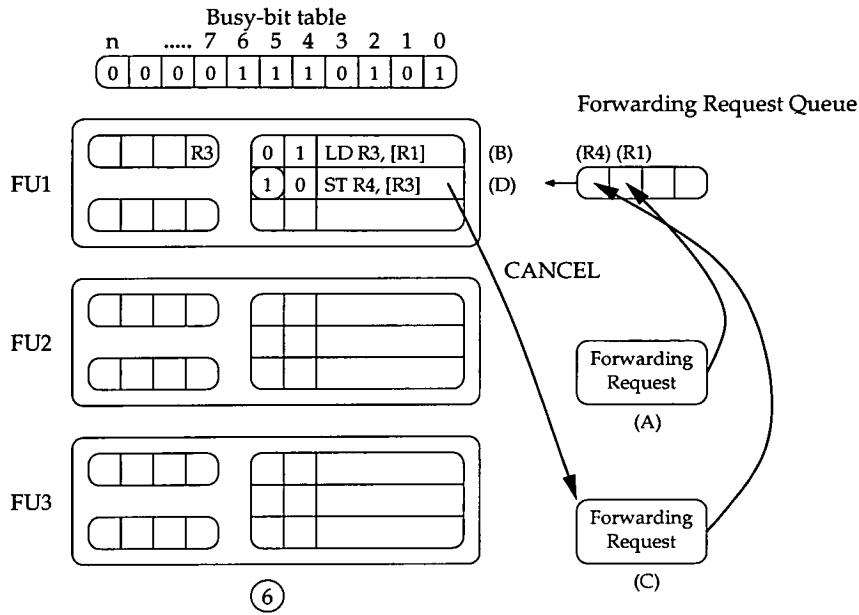 Busy-bit table
n ..... 7 6 5 4 3 2 1 0
0 0 0 0 1 1 1 0 1 0 1
Forwarding Request Queue
FU1
R3
0 1 LD R3, [R1]
(B)
(R4) (R1)
1 0 ST R4, [R3]
(D)
CANCEL
FU2
Forwarding
Request
(A)
FU3
Forwarding
Request
(C)
6